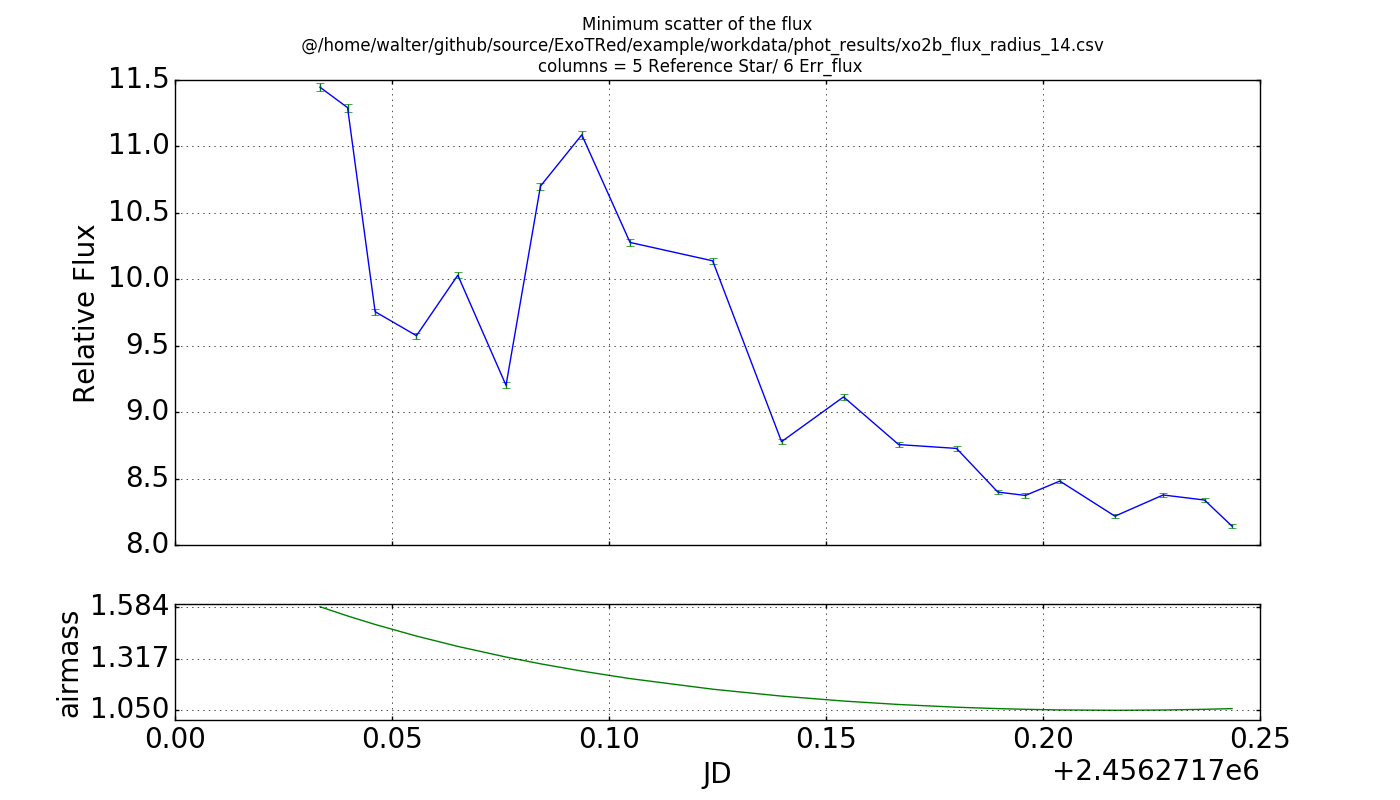 Minimum scatter of the flux
@/home/walter/github/source/ExoTRed/example/workdata/phot_results/xo2b_flux_radius_14.csv
columns = 5 Reference Star/ 6 Err_flux
11.5
11.0
10.5
10.0
9.5
9.0
8.5
8.0
Relative Flux
1.584
1.317
1.050
airmass
0.00 0.05 0.10 0.15 0.20 0.25
JD
+2.4562717e6